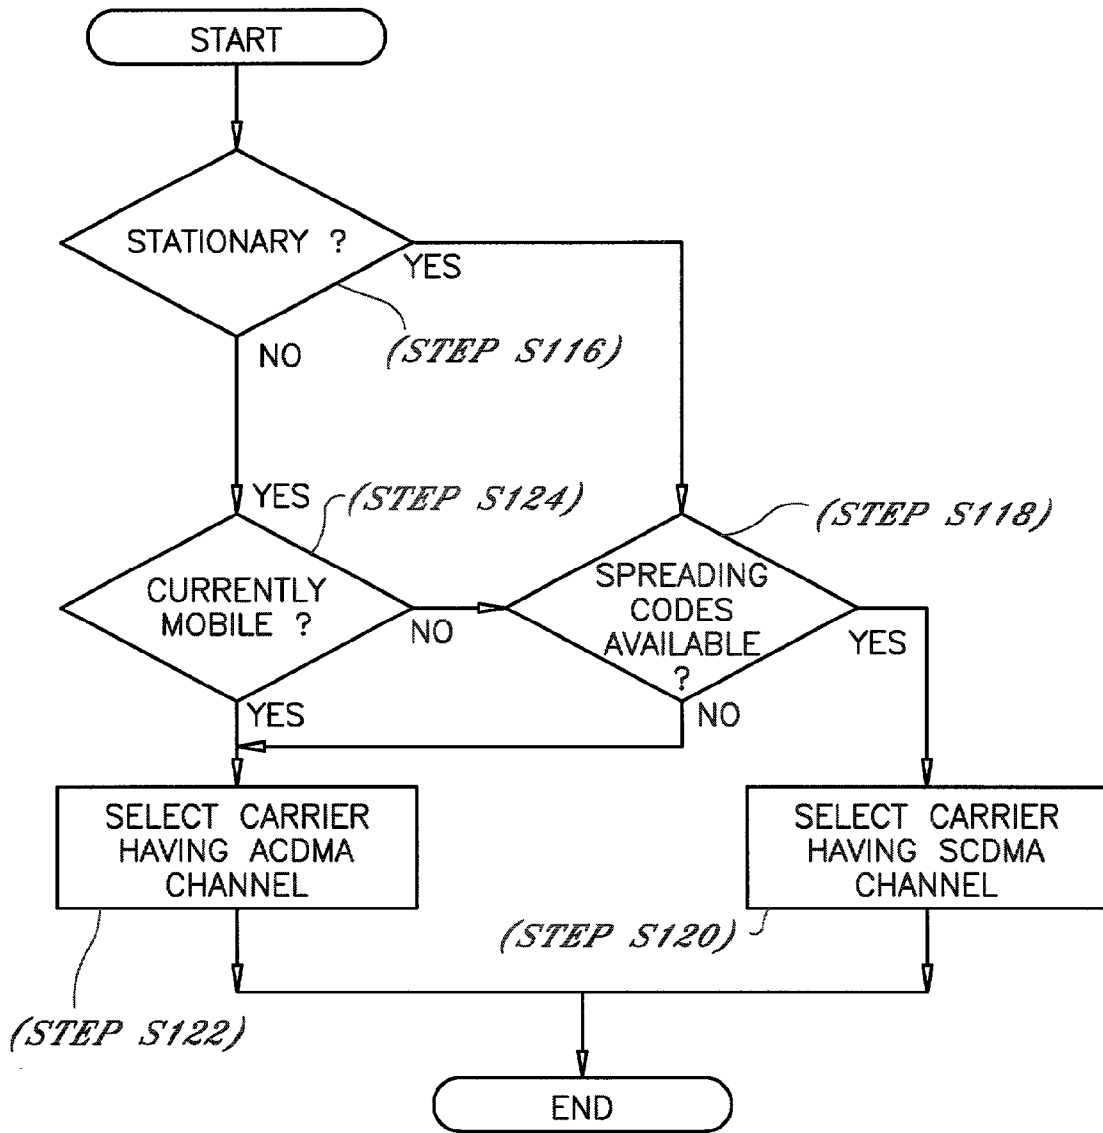 START
STATIONARY ?
YES
(STEP S116)
NO
YES
(STEP S124)
(STEP S118)
CURRENTLY
MOBILE ?
NO
SPREADING
CODES
AVAILABLE
?
YES
YES
NO
SELECT CARRIER
HAVING ACDMA
CHANNEL
SELECT CARRIER
HAVING SCDMA
CHANNEL
(STEP S120)
(STEP S122)
END